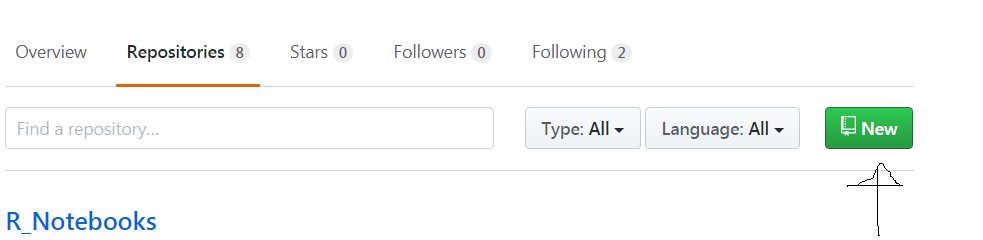 Overview Repositories 8 Stars 0 Followers 0 Following 2
Find a repository... Type: All Language: All New
R_Notebooks